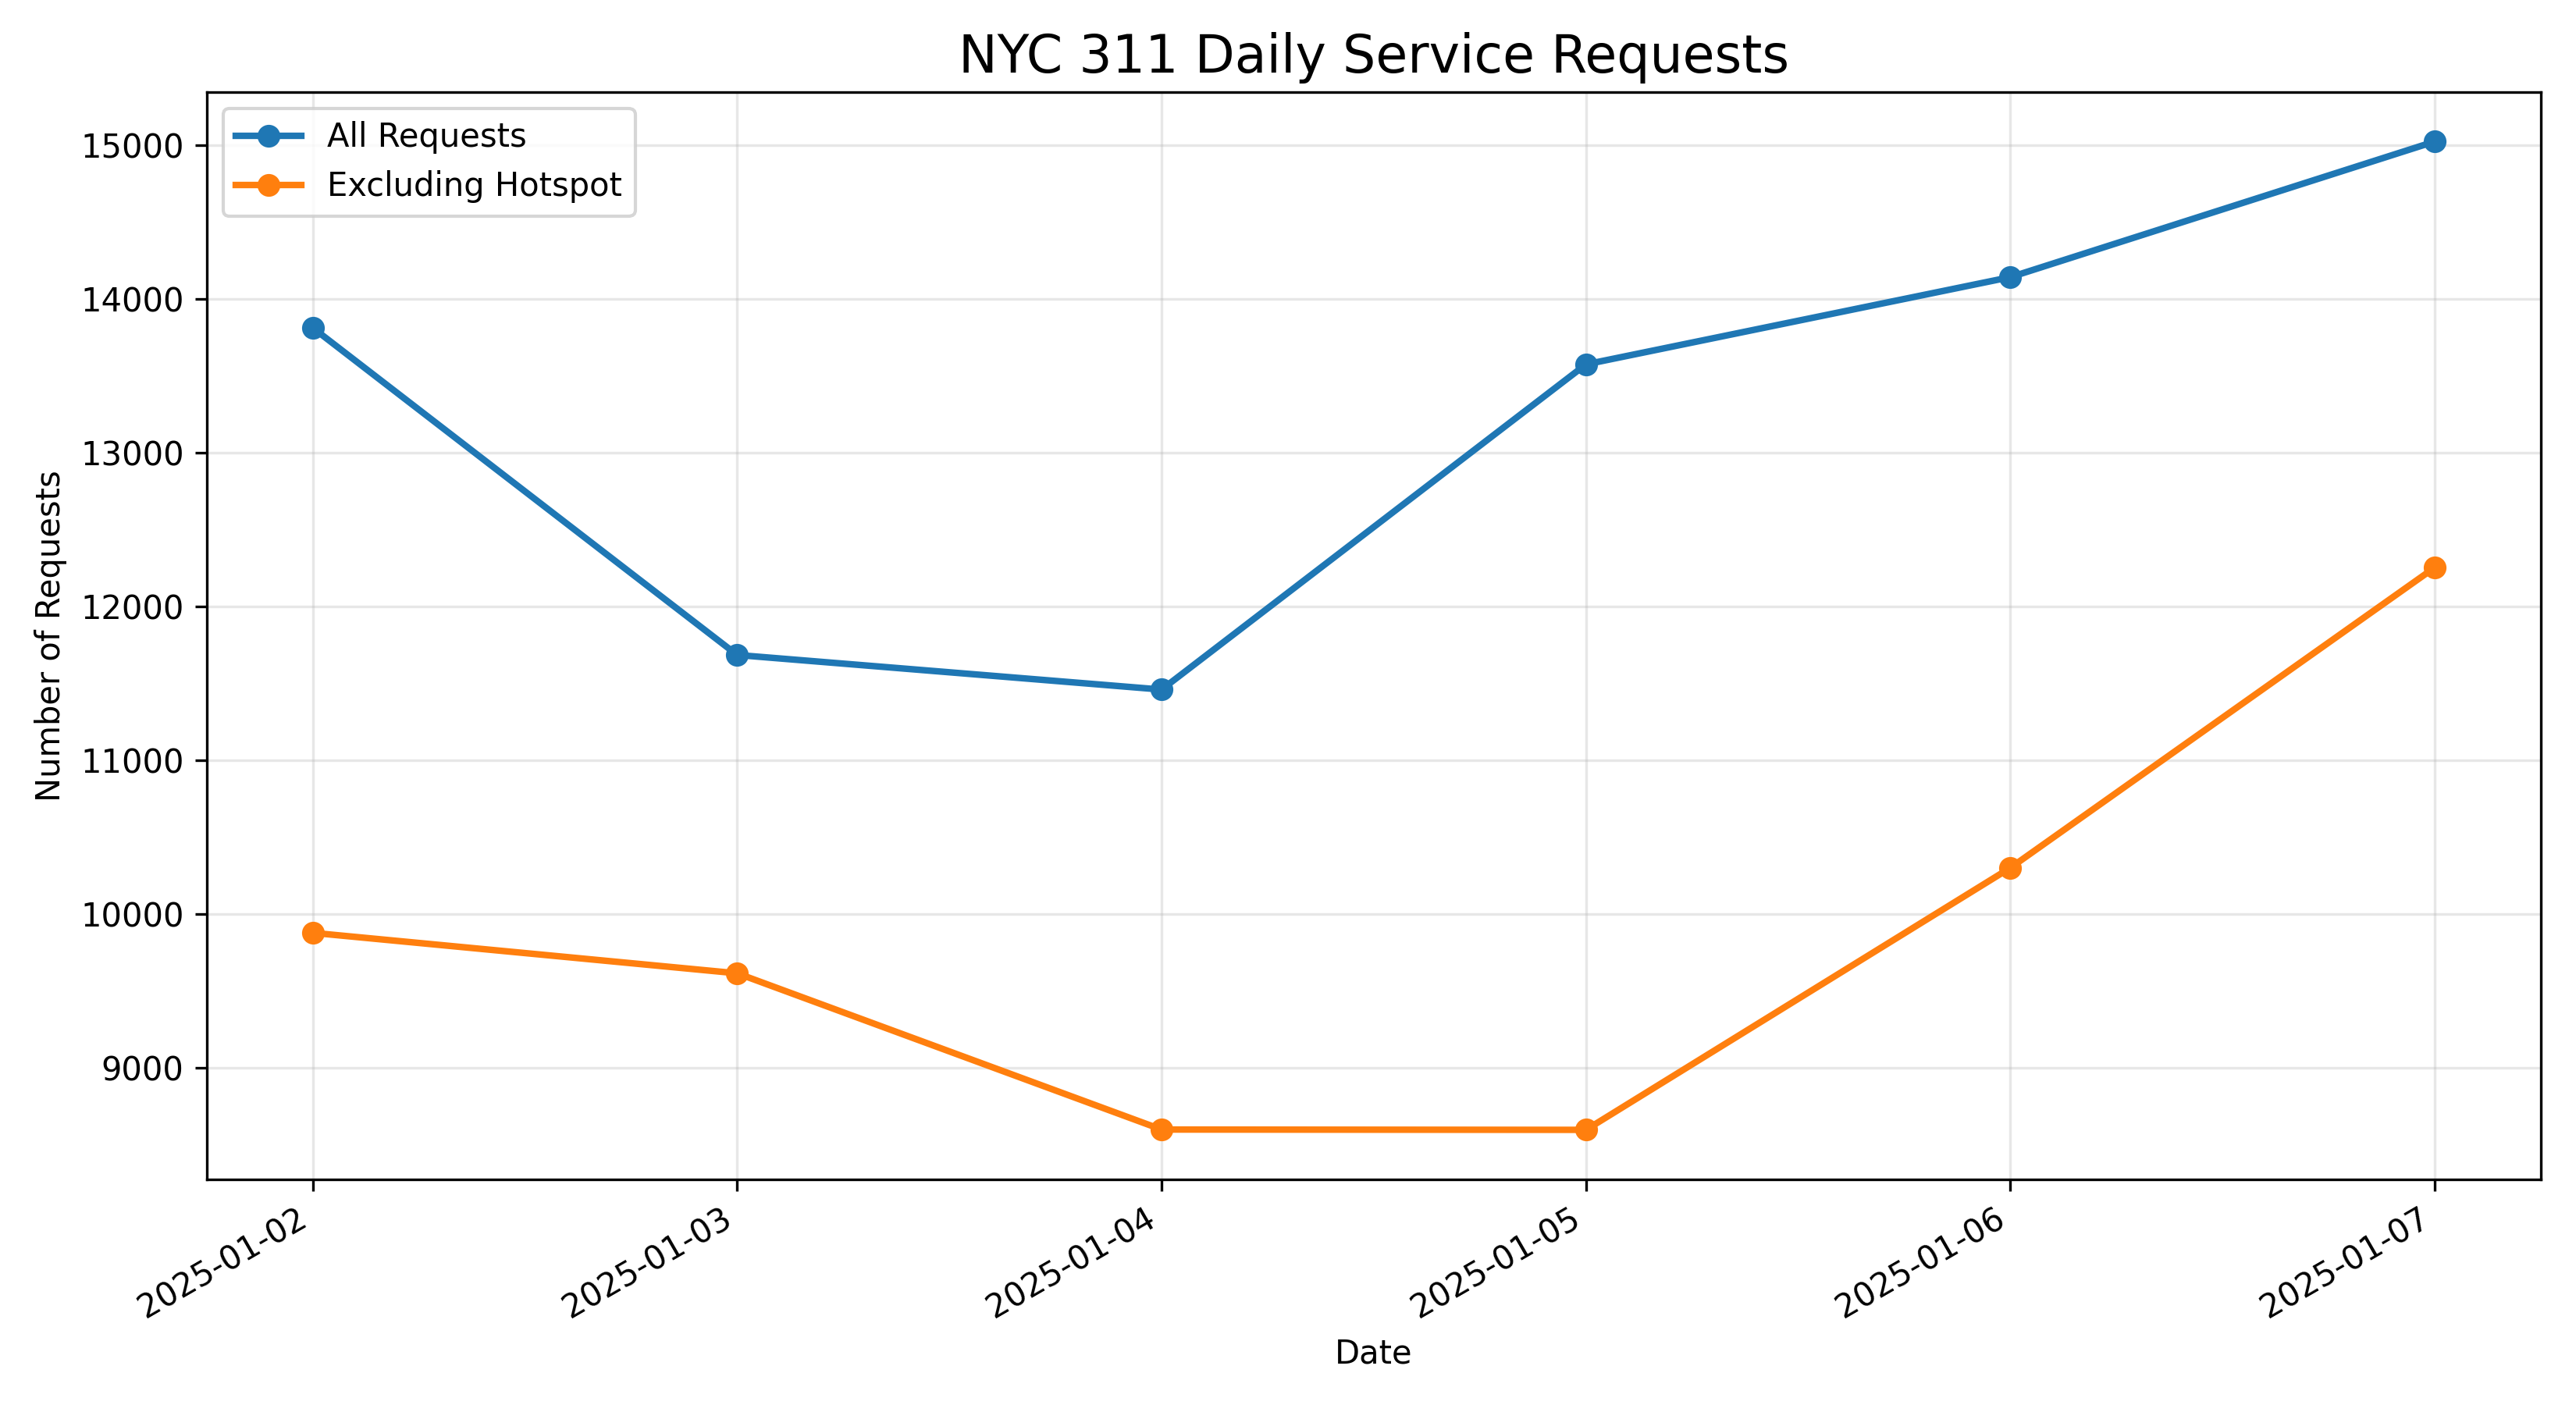 NYC 311 Daily Service Requests
All Requests
Excluding Hotspot
15000
14000
13000
12000
11000
10000
9000
Number of Requests
2025-01-02
2025-01-03
2025-01-04
2025-01-05
2025-01-06
2025-01-07
Date